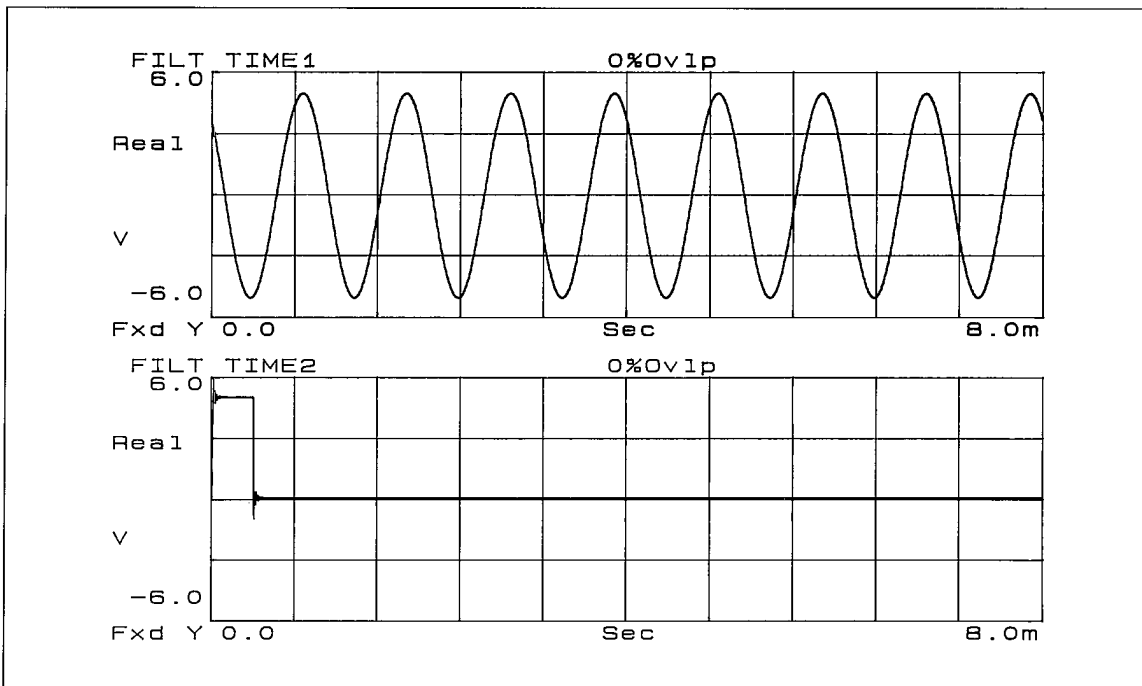 FILT TIME1 0%Ovlp
6.0
Real
V
-6.0
Fxd Y 0.0 Sec 8.0m
FILT TIME2 0%Ovlp
6.0
Real
V
-6.0
Fxd Y 0.0 Sec 8.0m